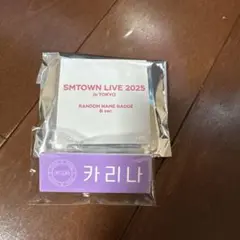 SMTOWN LIVE 2025
in TOKYO
RANDOM NAME BADGE
카리나